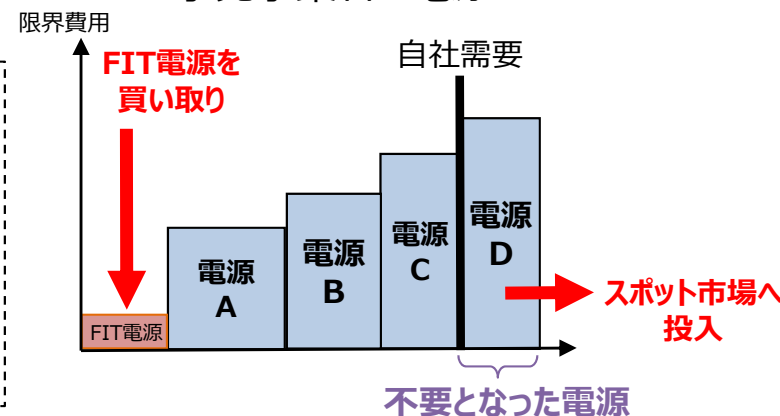 限界費用
FIT電源を
買い取り
自社需要
FIT電源
電源
A
電源
B
電源
C
電源
D
スポット市場へ
投入
不要となった電源